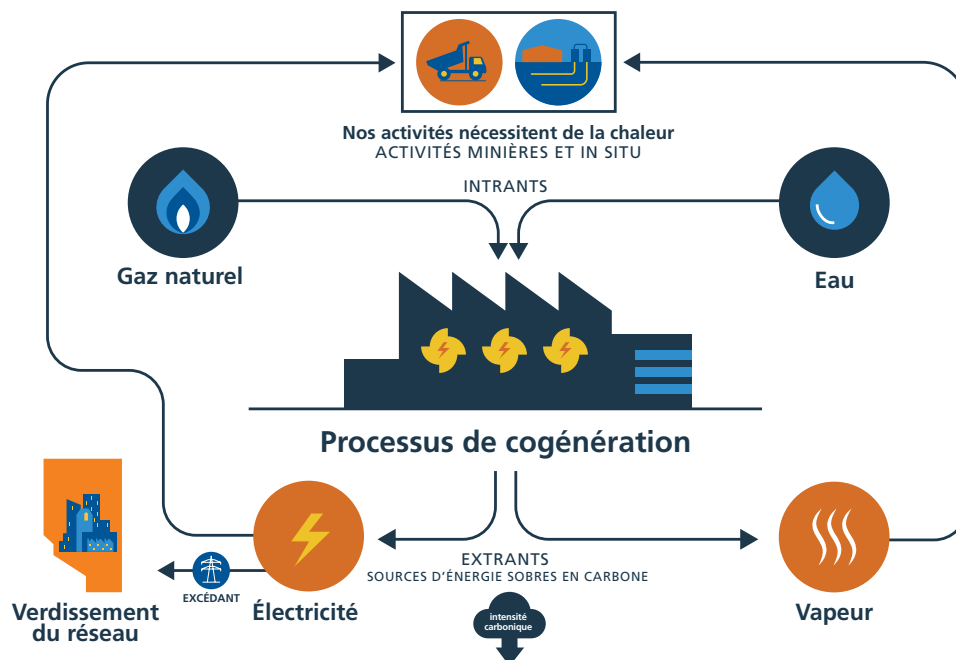 Nos activités nécessitent de la chaleur
ACTIVITÉS MINIÈRES ET IN SITU
INTRANTS
Gaz naturel
Eau
Processus de cogénération
EXTRANTS
SOURCES D'ÉNERGIE SOBRES EN CARBONE
EXCÉDANT
Verdissement
du réseau
Électricité
Vapeur
intensité
carbonique